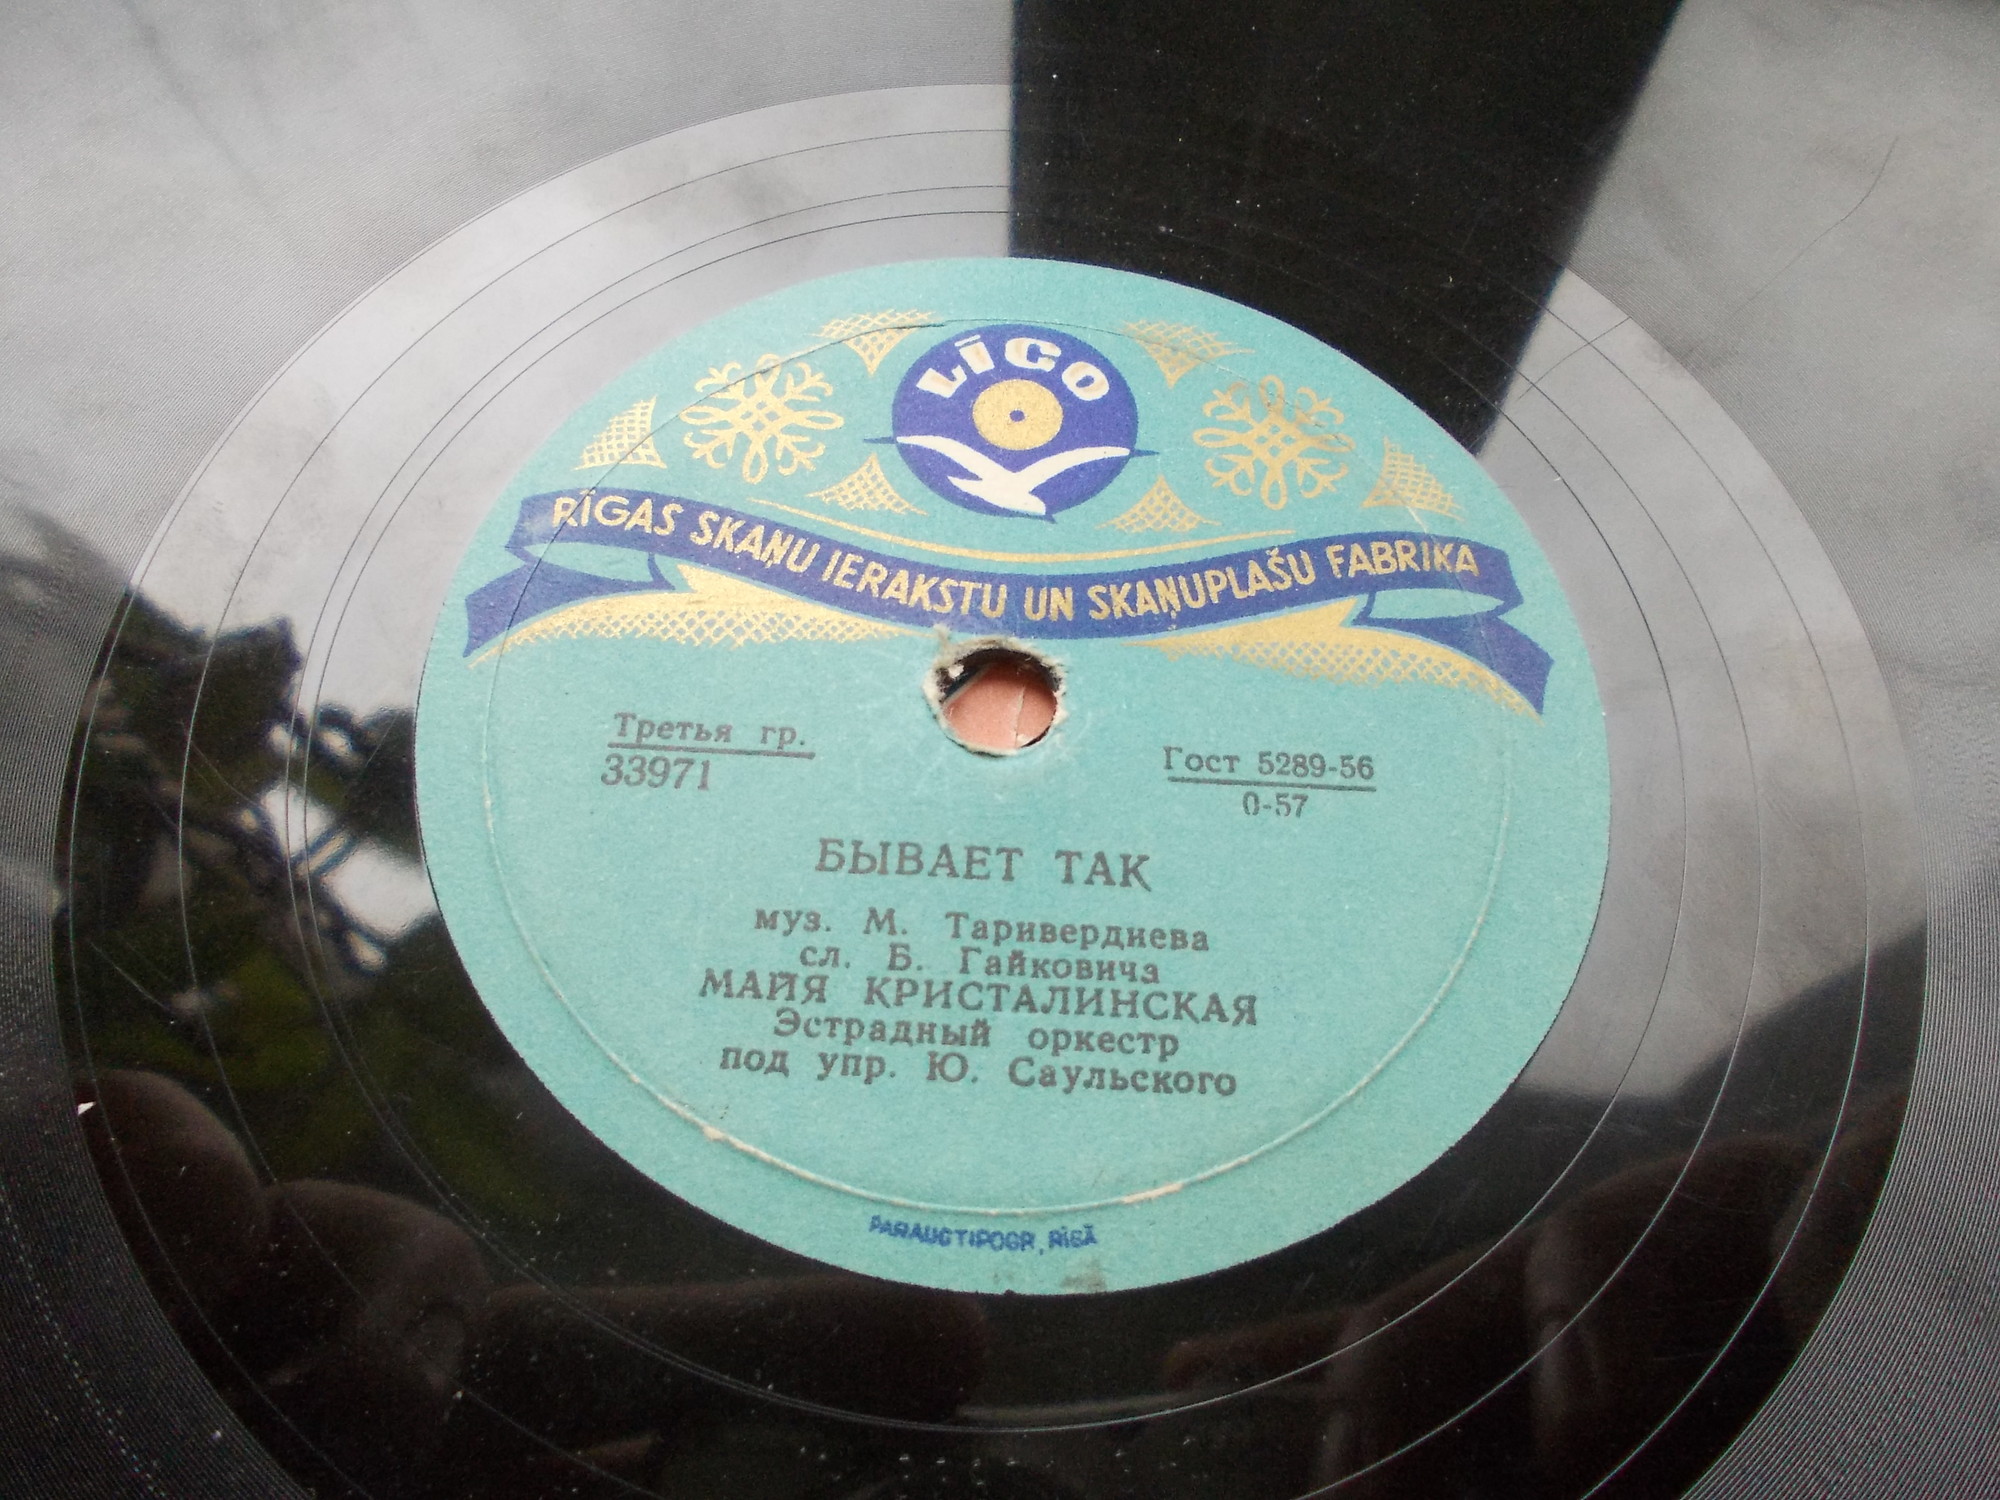 LĪGO
RĪGAS SKAŅU IERAKSTU UN SKAŅUPLAŠU FABRIKA
Третья гр.
33971
Гост 5289-56
0-57
БЫВАЕТ ТАК
муз. М. Таривердиева
сл. Б. Гайковича
МАЙЯ КРИСТАЛИНСКАЯ
Эстрадный оркестр
под упр. Ю. Саульского
PARAUGTIPOGR, RĪGĀ